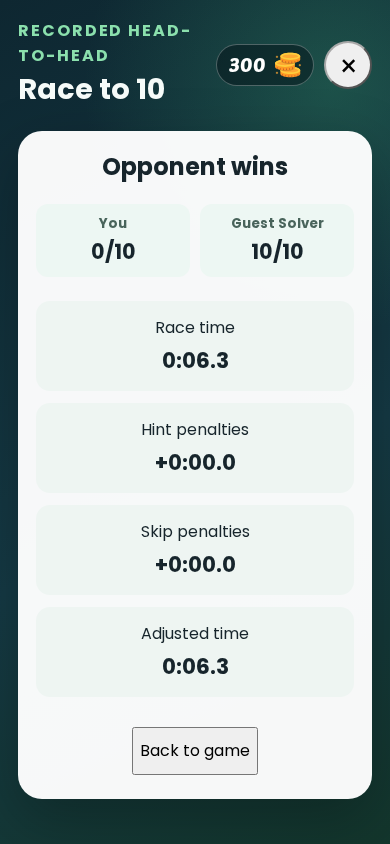 RECORDED HEAD-
TO-HEAD
Race to 10
300
×
Opponent wins
You
0/10
Guest Solver
10/10
Race time
0:06.3
Hint penalties
+0:00.0
Skip penalties
+0:00.0
Adjusted time
0:06.3
Back to game